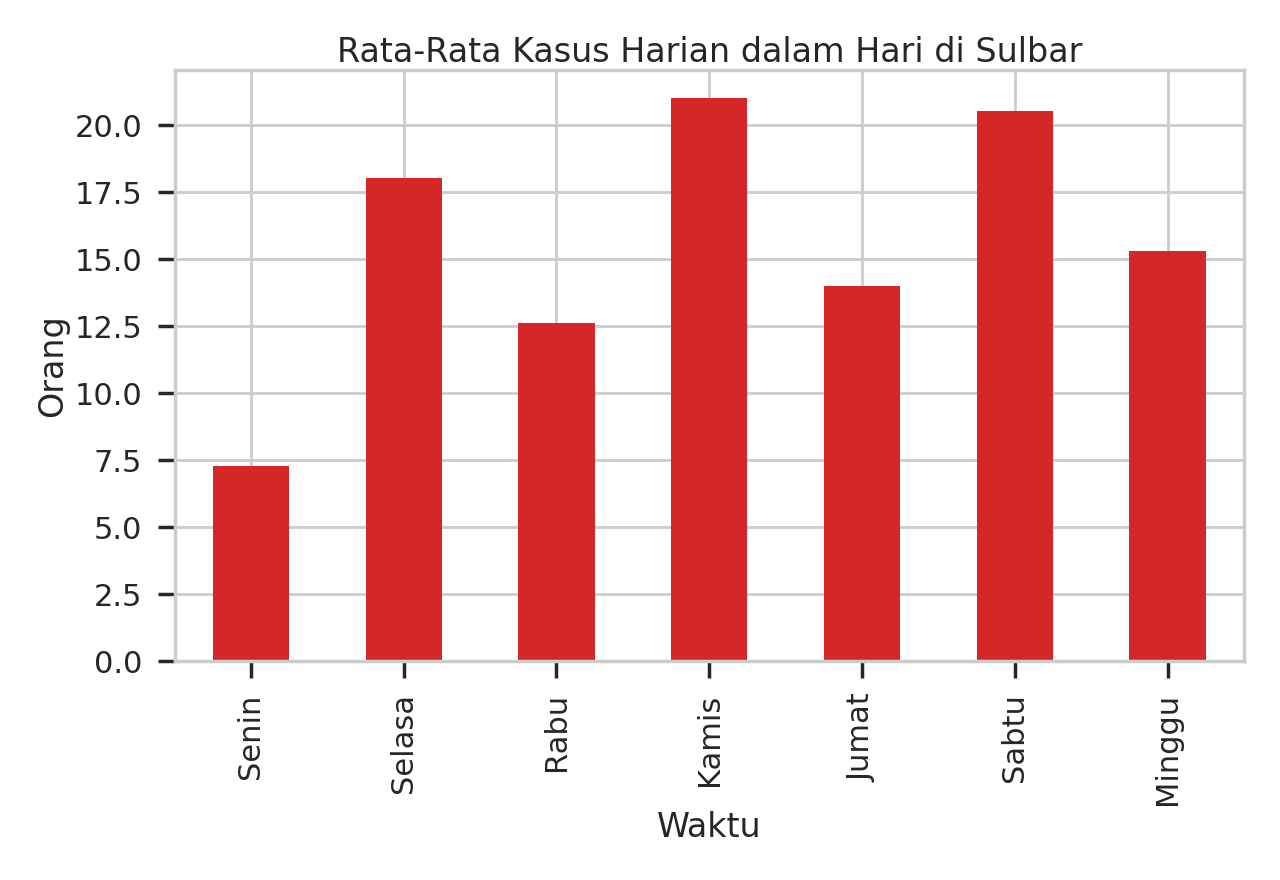 Rata-Rata Kasus Harian dalam Hari di Sulbar
20.0
17.5
15.0
12.5
10.0
7.5
5.0
2.5
0.0
Orang
Senin
Selasa
Rabu
Kamis
Jumat
Sabtu
Minggu
Waktu